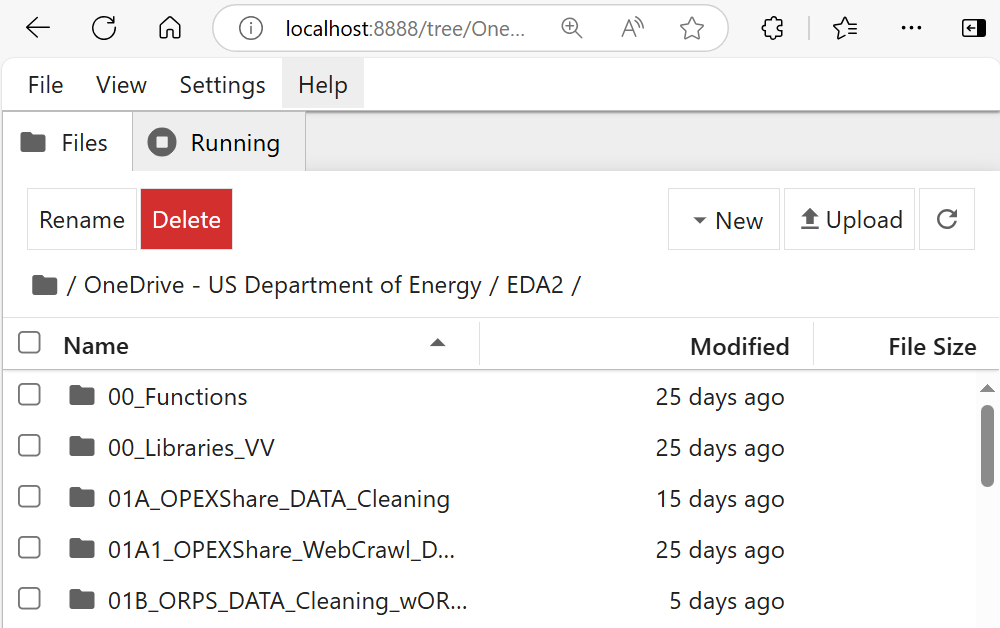 localhost:8888/tree/One...
File View Settings Help
Files Running
Rename Delete New Upload
/ OneDrive - US Department of Energy / EDA2 /
Name Modified File Size
00_Functions 25 days ago
00_Libraries_VV 25 days ago
01A_OPEXShare_DATA_Cleaning 15 days ago
01A1_OPEXShare_WebCrawl_D... 25 days ago
01B_ORPS_DATA_Cleaning_wOR... 5 days ago